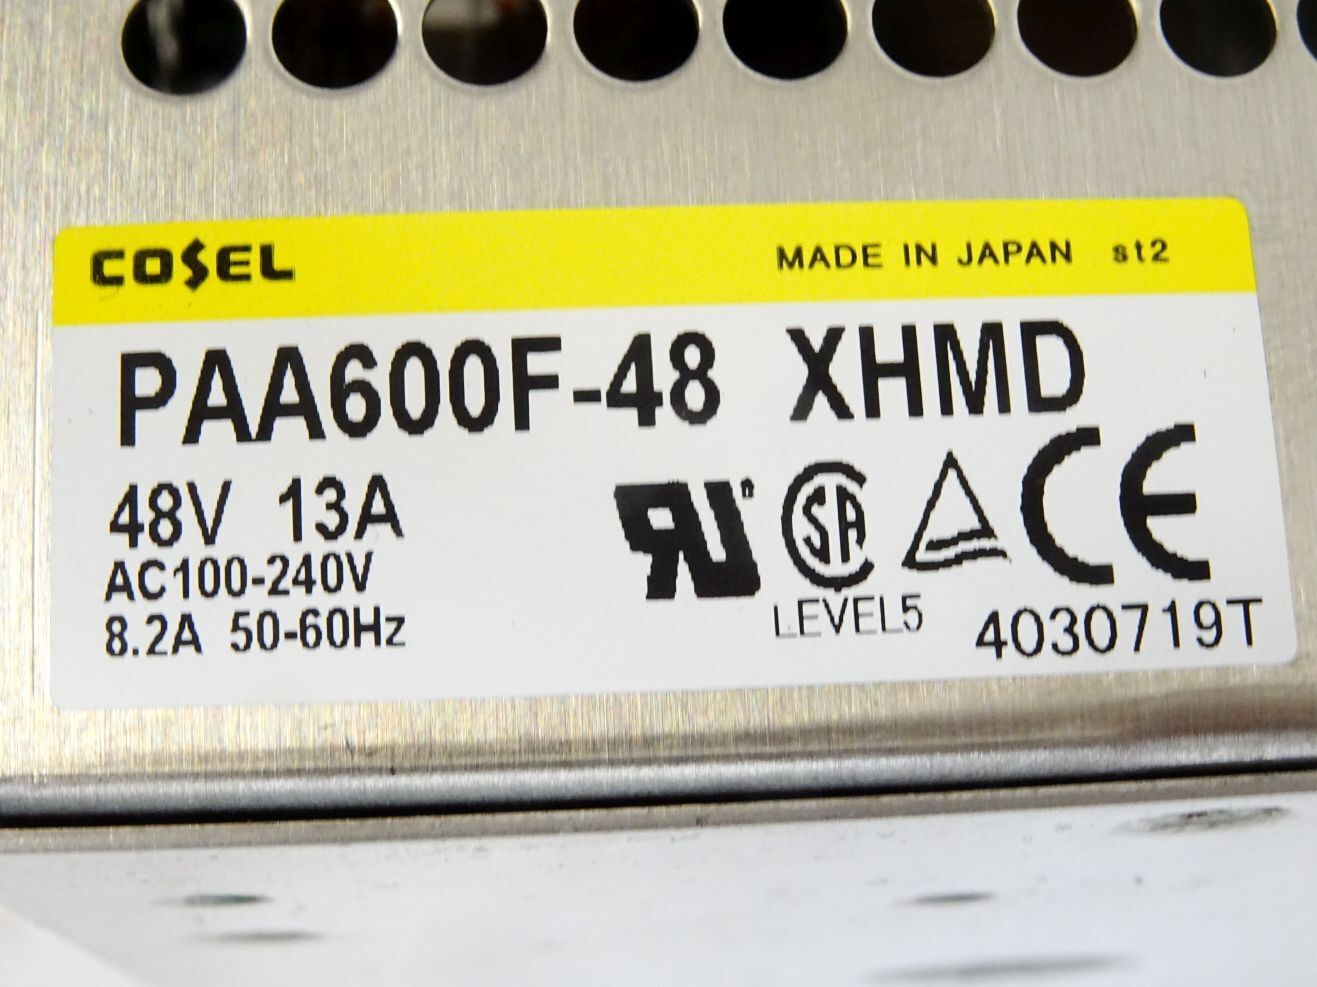 COSEL MADE IN JAPAN st2
PAA600F-48 XHMD
48V 13A
AC100-240V
8.2A 50-60Hz
LEVEL5
4030719T